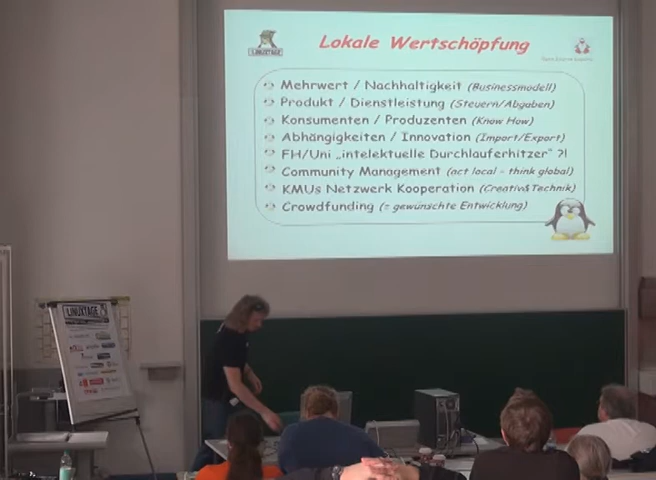 LINUXTAGE
Lokale Wertschöpfung
Mehrwert / Nachhaltigkeit (Businessmodell)
Produkt / Dienstleistung (Steuern/Abgaben)
Konsumenten / Produzenten (Know How)
Abhängigkeiten / Innovation (Import/Export)
FH/Uni „intelektuelle Durchlauferhitzer" ?!
Community Management (act local - think global)
KMUs Netzwerk Kooperation (Creativ&Technik)
Crowdfunding (= gewünschte Entwicklung)
LINUXTAGE